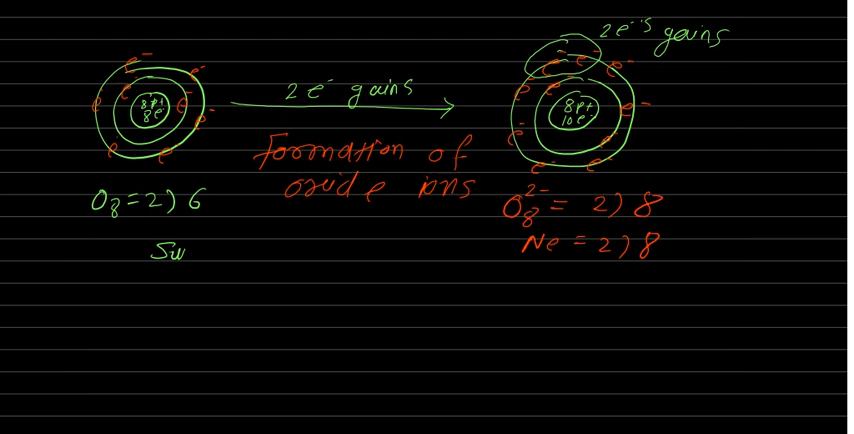 2e⁻s gains
e⁻ e⁻ e⁻ e⁻ e⁻ e⁻ e⁻ e⁻
8p+
8e⁻
2e⁻ gains
e⁻ e⁻ e⁻ e⁻ e⁻ e⁻ e⁻ e⁻ e⁻ e⁻
8p+
10e⁻
Formation of
oxide ions
O₈ = 2) 6
O₈²⁻ = 2) 8
Ne = 2) 8